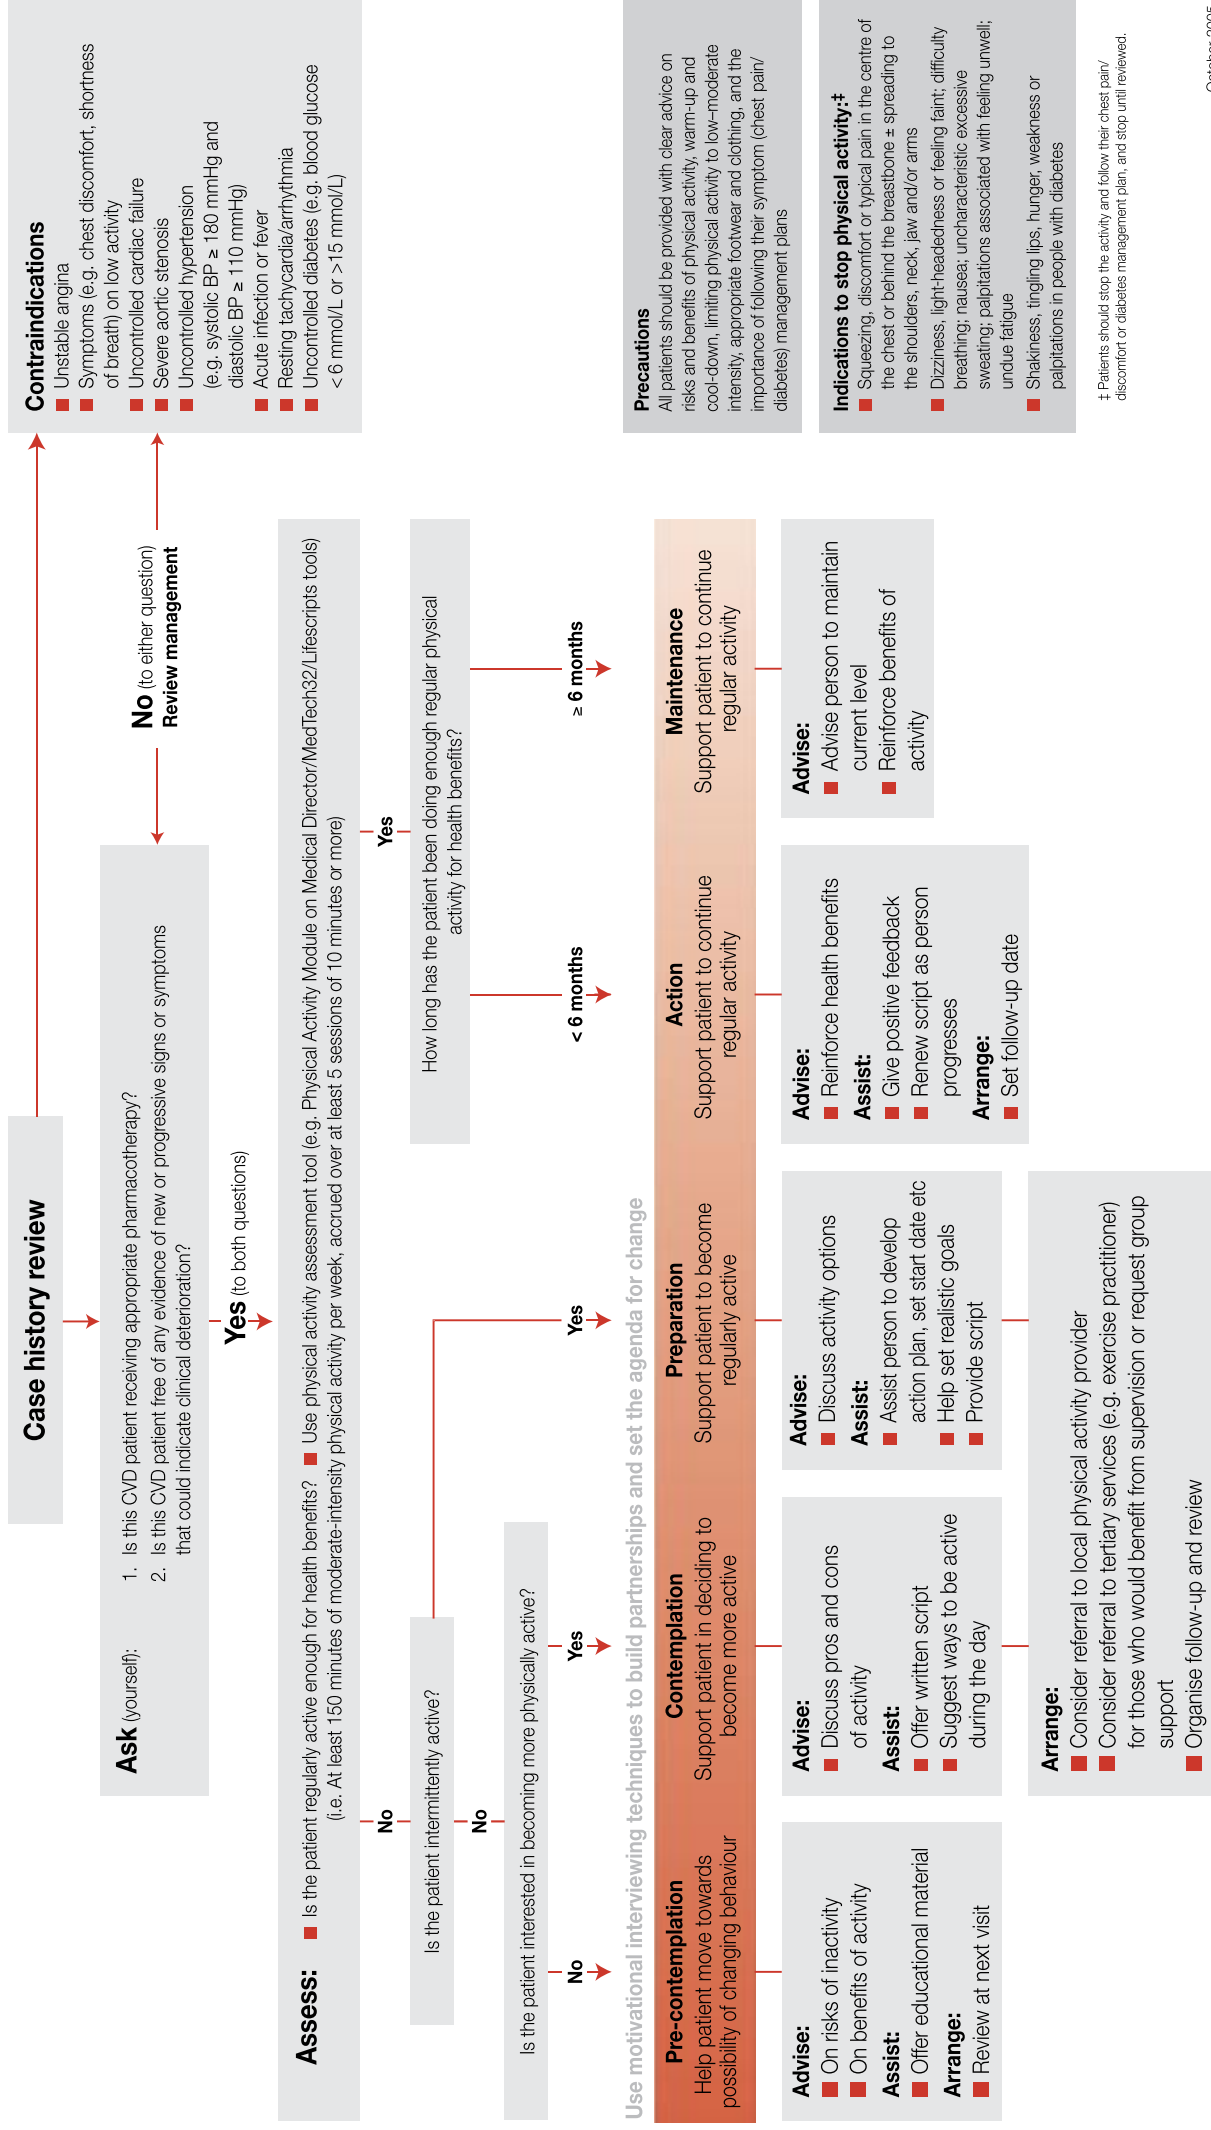 Case history review
Ask (yourself):
1. Is this CVD patient receiving appropriate pharmacotherapy?
2. Is this CVD patient free of any evidence of new or progressive signs or symptoms
that could indicate clinical deterioration?
No (to either question)
Review management
Contraindications
Unstable angina
Symptoms (e.g. chest discomfort, shortness
of breath) on low activity
Uncontrolled cardiac failure
Severe aortic stenosis
Uncontrolled hypertension
(e.g. systolic BP ≥ 180 mmHg and
diastolic BP ≥ 110 mmHg)
Acute infection or fever
Resting tachycardia/arrhythmia
Uncontrolled diabetes (e.g. blood glucose
< 6 mmol/L or >15 mmol/L)
Yes (to both questions)
Assess:
Is the patient regularly active enough for health benefits? ■ Use physical activity assessment tool (e.g. Physical Activity Module on Medical Director/MedTech32/Lifescripts tools)
(i.e. At least 150 minutes of moderate-intensity physical activity per week, accrued over at least 5 sessions of 10 minutes or more)
No
Yes
Is the patient intermittently active?
How long has the patient been doing enough regular physical
activity for health benefits?
No
Is the patient interested in becoming more physically active?
No
Yes
Yes
< 6 months
≥ 6 months
Use motivational interviewing techniques to build partnerships and set the agenda for change
Pre-contemplation
Help patient move towards
possibility of changing behaviour
Contemplation
Support patient in deciding to
become more active
Preparation
Support patient to become
regularly active
Action
Support patient to continue
regular activity
Maintenance
Support patient to continue
regular activity
Advise:
On risks of inactivity
On benefits of activity
Assist:
Offer educational material
Arrange:
Review at next visit
Advise:
Discuss pros and cons
of activity
Assist:
Offer written script
Suggest ways to be active
during the day
Advise:
Discuss activity options
Assist:
Assist person to develop
action plan, set start date etc
Help set realistic goals
Provide script
Arrange:
Consider referral to local physical activity provider
Consider referral to tertiary services (e.g. exercise practitioner)
for those who would benefit from supervision or request group
support
Organise follow-up and review
Advise:
Reinforce health benefits
Assist:
Give positive feedback
Renew script as person
progresses
Arrange:
Set follow-up date
Advise:
Advise person to maintain
current level
Reinforce benefits of
activity
Precautions
All patients should be provided with clear advice on
risks and benefits of physical activity, warm-up and
cool-down, limiting physical activity to low–moderate
intensity, appropriate footwear and clothing, and the
importance of following their symptom (chest pain/
diabetes) management plans
Indications to stop physical activity:‡
Squeezing, discomfort or typical pain in the centre of
the chest or behind the breastbone ± spreading to
the shoulders, neck, jaw and/or arms
Dizziness, light-headedness or feeling faint; difficulty
breathing; nausea; uncharacteristic excessive
sweating; palpitations associated with feeling unwell;
undue fatigue
Shakiness, tingling lips, hunger, weakness or
palpitations in people with diabetes
‡ Patients should stop the activity and follow their chest pain/
discomfort or diabetes management plan, and stop until reviewed.